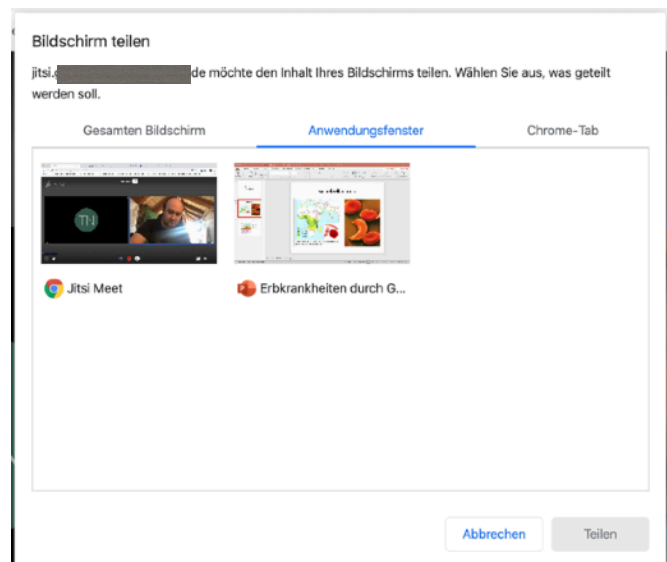 Bildschirm teilen
jitsi. de möchte den Inhalt Ihres Bildschirms teilen. Wählen Sie aus, was geteilt
werden soll.
Gesamten Bildschirm Anwendungsfenster Chrome-Tab
TN
Jitsi Meet Erbkrankheiten durch G...
Abbrechen Teilen